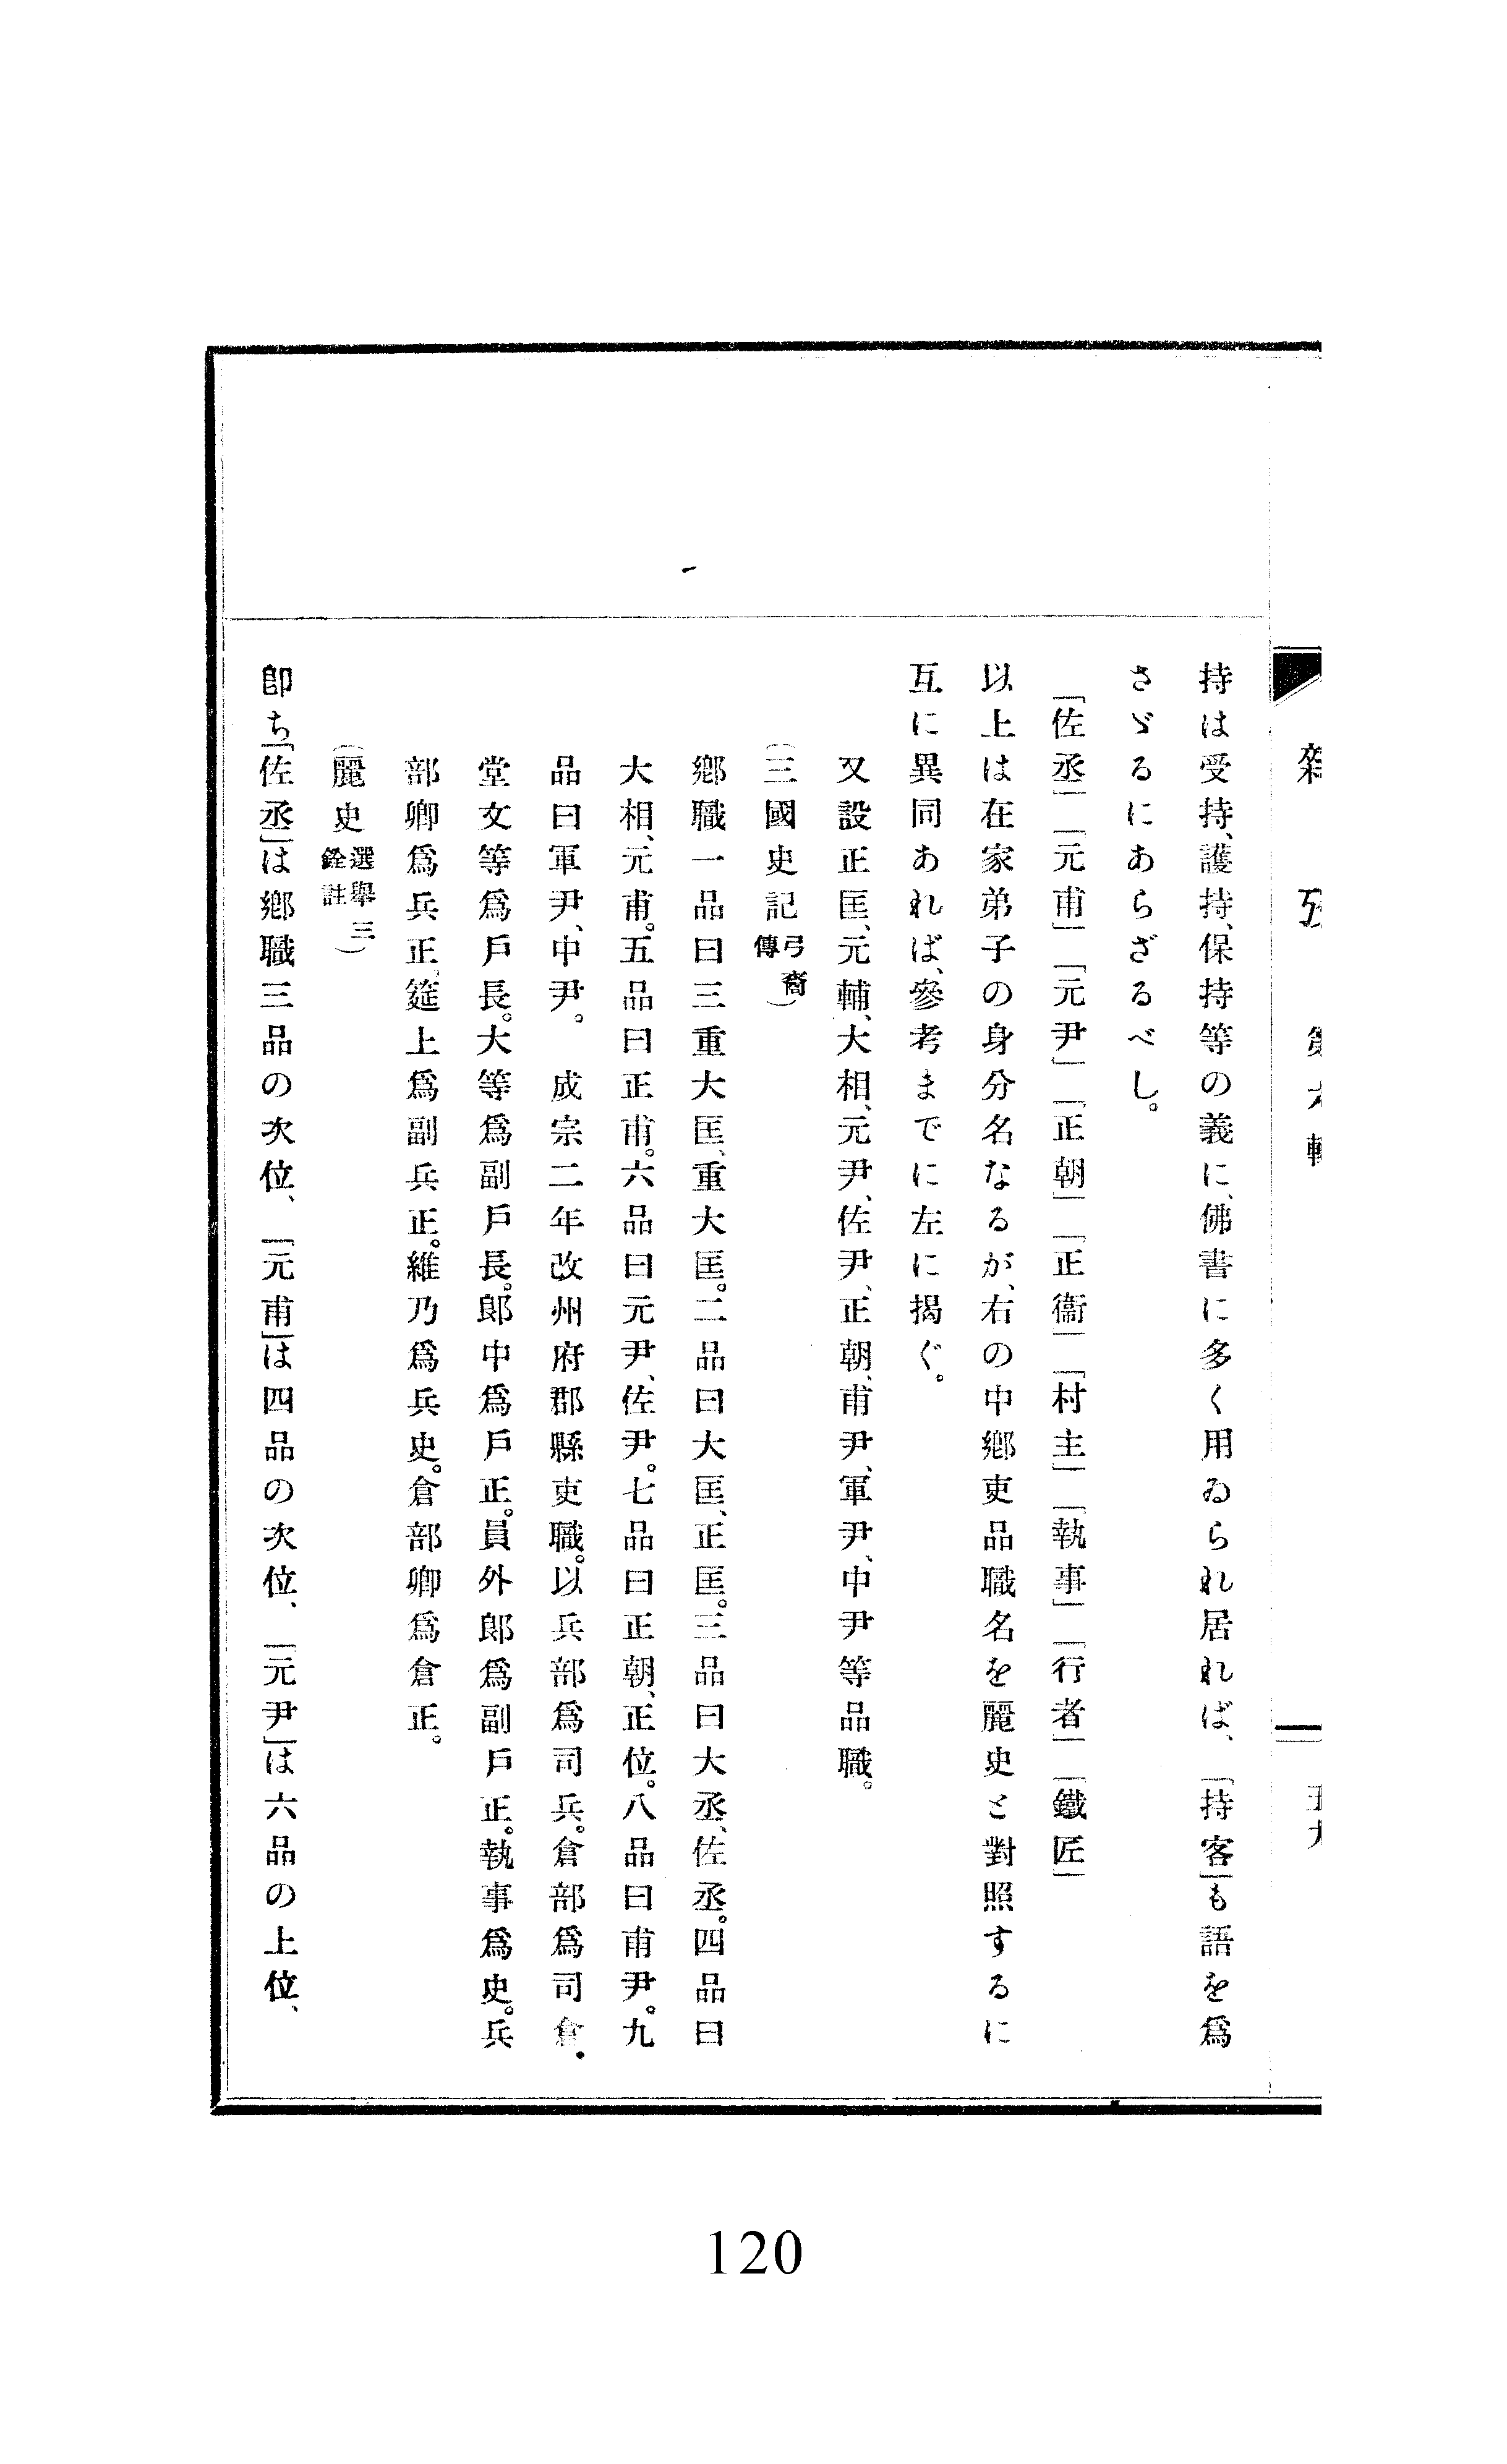 雜 攷 第六輯 五九
持は受持、護持、保持等の義に、佛書に多く用ゐられ居れば、「持客」も語を爲
さゞるにあらざるべし。
「佐丞」「元甫」「元尹」「正朝」「正衞」「村主」「執事」「行者」「鐵匠」
以上は在家弟子の身分名なるが、右の中鄕吏品職名を麗史と對照するに
互に異同あれば、參考までに左に揭ぐ。
又設正匡、元輔、大相、元尹、佐尹、正朝、甫尹、軍尹、中尹等品職。
(三國史記弓裔傳)
鄕職一品曰三重大匡、重大匡。二品曰大匡、正匡。三品曰大丞、佐丞。四品曰
大相、元甫。五品曰正甫。六品曰元尹、佐尹。七品曰正朝、正位。八品曰甫尹。九
品曰軍尹、中尹。 成宗二年改州府郡縣吏職。以兵部爲司兵。倉部爲司倉。
堂文等爲戶長。大等爲副戶長。郞中爲戶正。員外郞爲副戶正。執事爲史。兵
部卿爲兵正、筵上爲副兵正。維乃爲兵史。倉部卿爲倉正。
(麗史選擧三銓註)
卽ち「佐丞」は鄕職三品の次位、「元甫」は四品の次位、「元尹」は六品の上位、
120